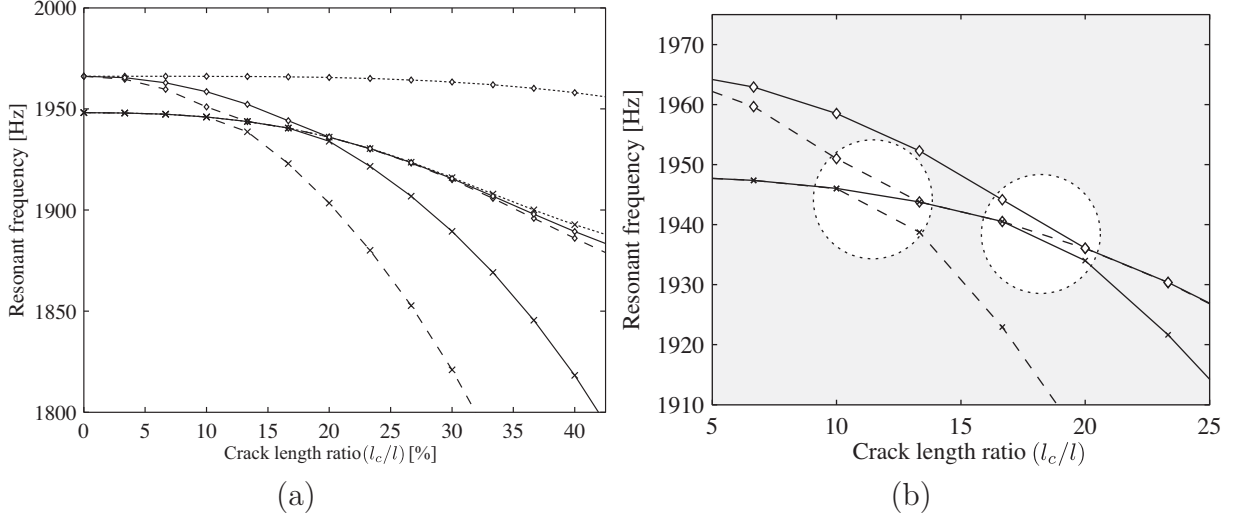 2000
1950
1900
1850
1800
Resonant frequency [Hz]
0 5 10 15 20 25 30 35 40
Crack length ratio (l_c/l) [%]
(a)
1970
1960
1950
1940
1930
1920
1910
Resonant frequency [Hz]
5 10 15 20 25
Crack length ratio (l_c/l)
(b)